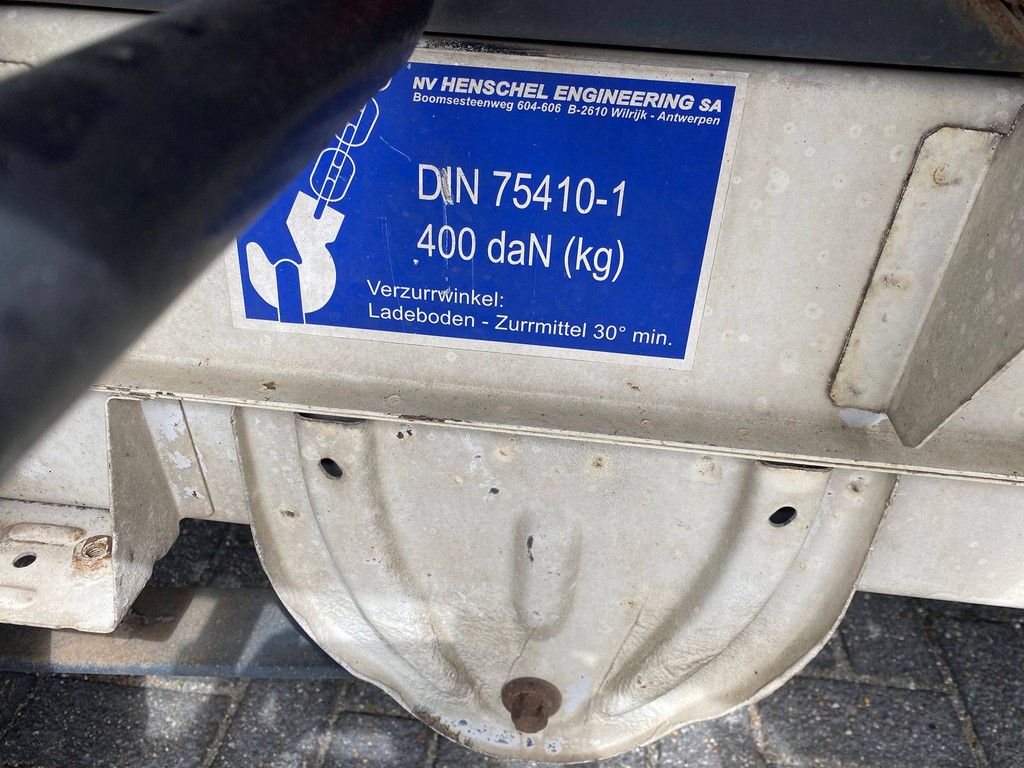 NV HENSCHEL ENGINEERING SA
Boomsesteenweg 604-606 B-2610 Wilrijk - Antwerpen
DIN 75410-1
400 daN (kg)
Verzurrwinkel:
Ladeboden - Zurrmittel 30° min.